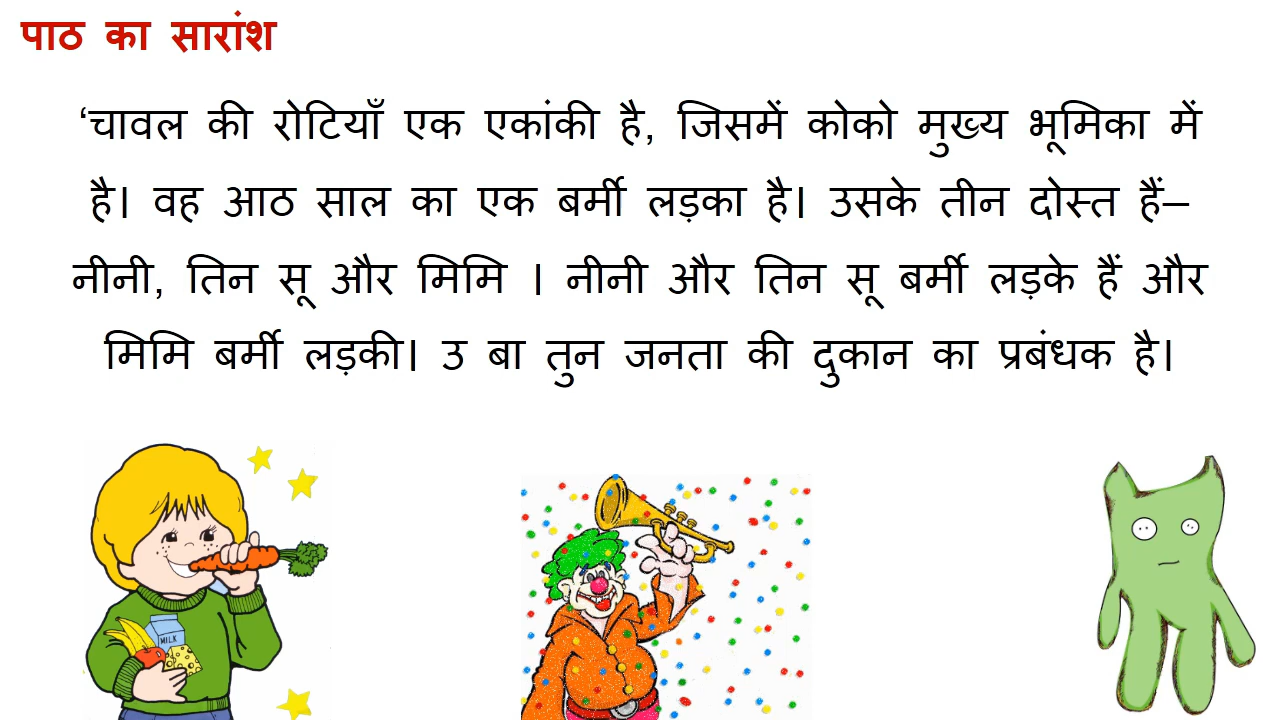 पाठ का सारांश
‘चावल की रोटियाँ एक एकांकी है, जिसमें कोको मुख्य भूमिका में
है। वह आठ साल का एक बर्मी लड़का है। उसके तीन दोस्त हैं—
नीनी, तिन सू और मिमि । नीनी और तिन सू बर्मी लड़के हैं और
मिमि बर्मी लड़की। उ बा तुन जनता की दुकान का प्रबंधक है।
MILK